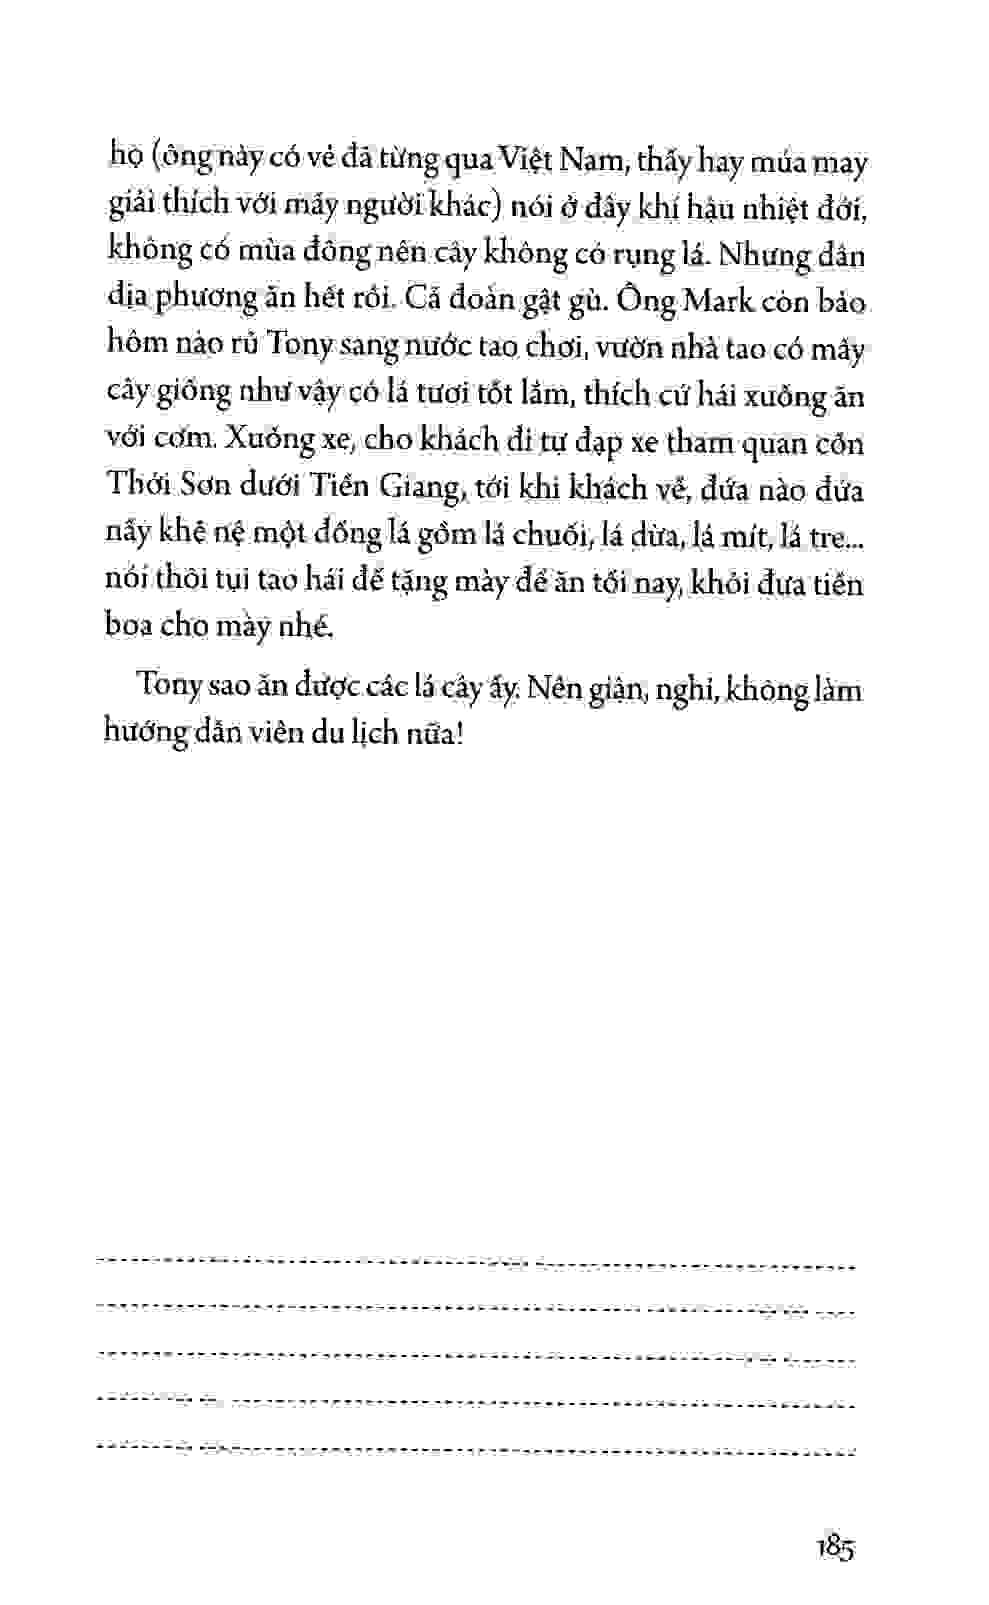 họ (ông này có vẻ đã từng qua Việt Nam, thấy hay múa may
giải thích với mấy người khác) nói ở đây khí hậu nhiệt đới,
không có mùa đông nên cây không có rụng lá. Nhưng dân
địa phương ăn hết rồi. Cả đoàn gật gù. Ông Mark còn bảo
hôm nào rủ Tony sang nước tao chơi, vườn nhà tao có mấy
cây giống như vậy có lá tươi tốt lắm, thích cứ hái xuống ăn
với cơm. Xuống xe, cho khách đi tự đạp xe tham quan cồn
Thới Sơn dưới Tiền Giang, tới khi khách về, đứa nào đứa
nấy khệ nệ một đống lá gồm lá chuối, lá dừa, lá mít, lá tre...
nói thôi tụi tao hái để tặng mày để ăn tối nay, khỏi đưa tiền
boa cho mày nhé.
Tony sao ăn được các lá cây ấy. Nên giận, nghỉ, không làm
hướng dẫn viên du lịch nữa!
185